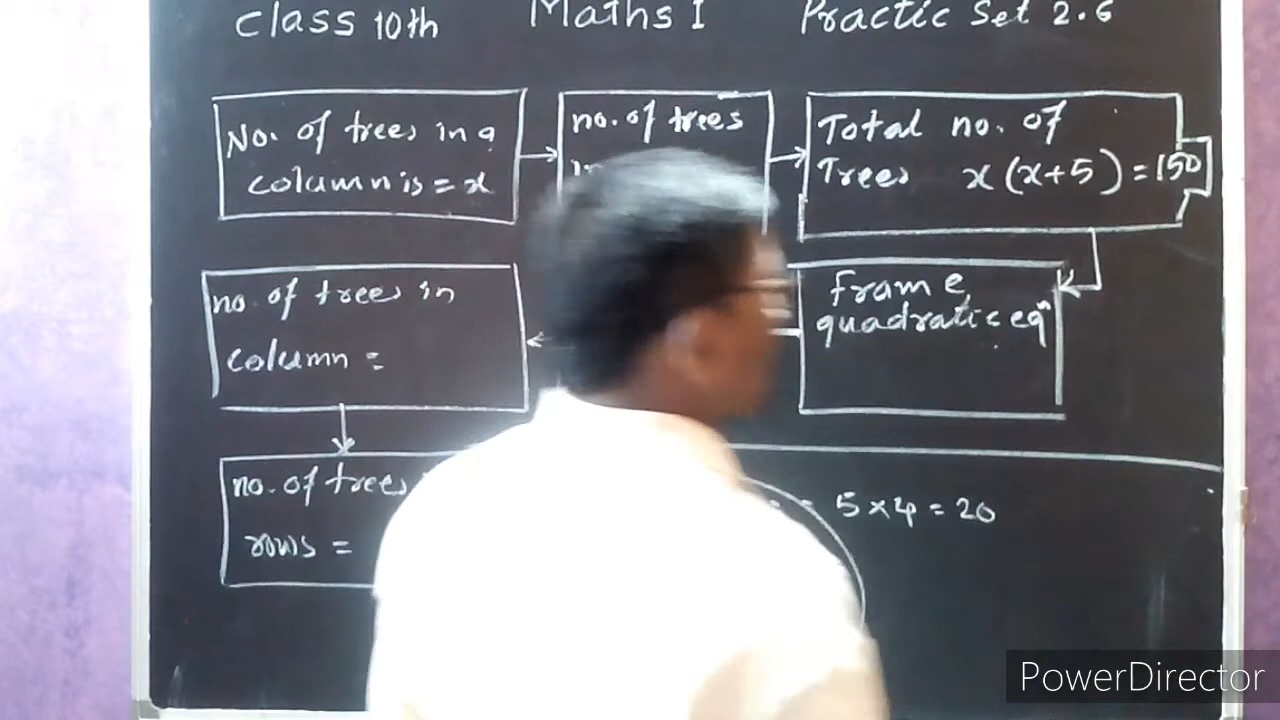 Class 10th Maths I Practic Set 2.6
No. of trees in a
column is = x
no. of trees
Total no. of
Trees x (x+5) = 150
no. of trees in
column =
frame
quadratic eqn
no. of trees
rows =
= 5 x 4 = 20
PowerDirector